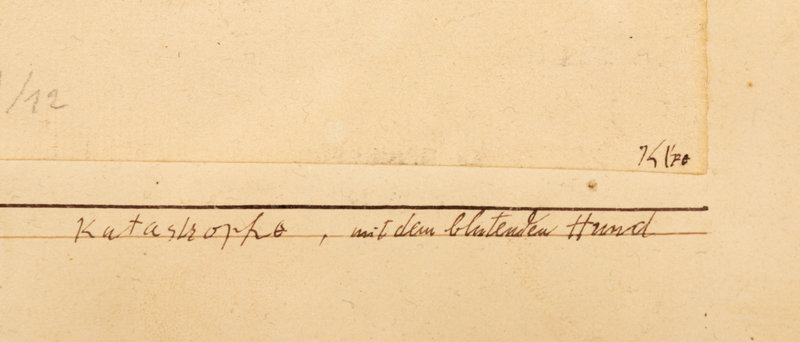 /12
Klee
Katastrophe, mit dem blutenden Hund